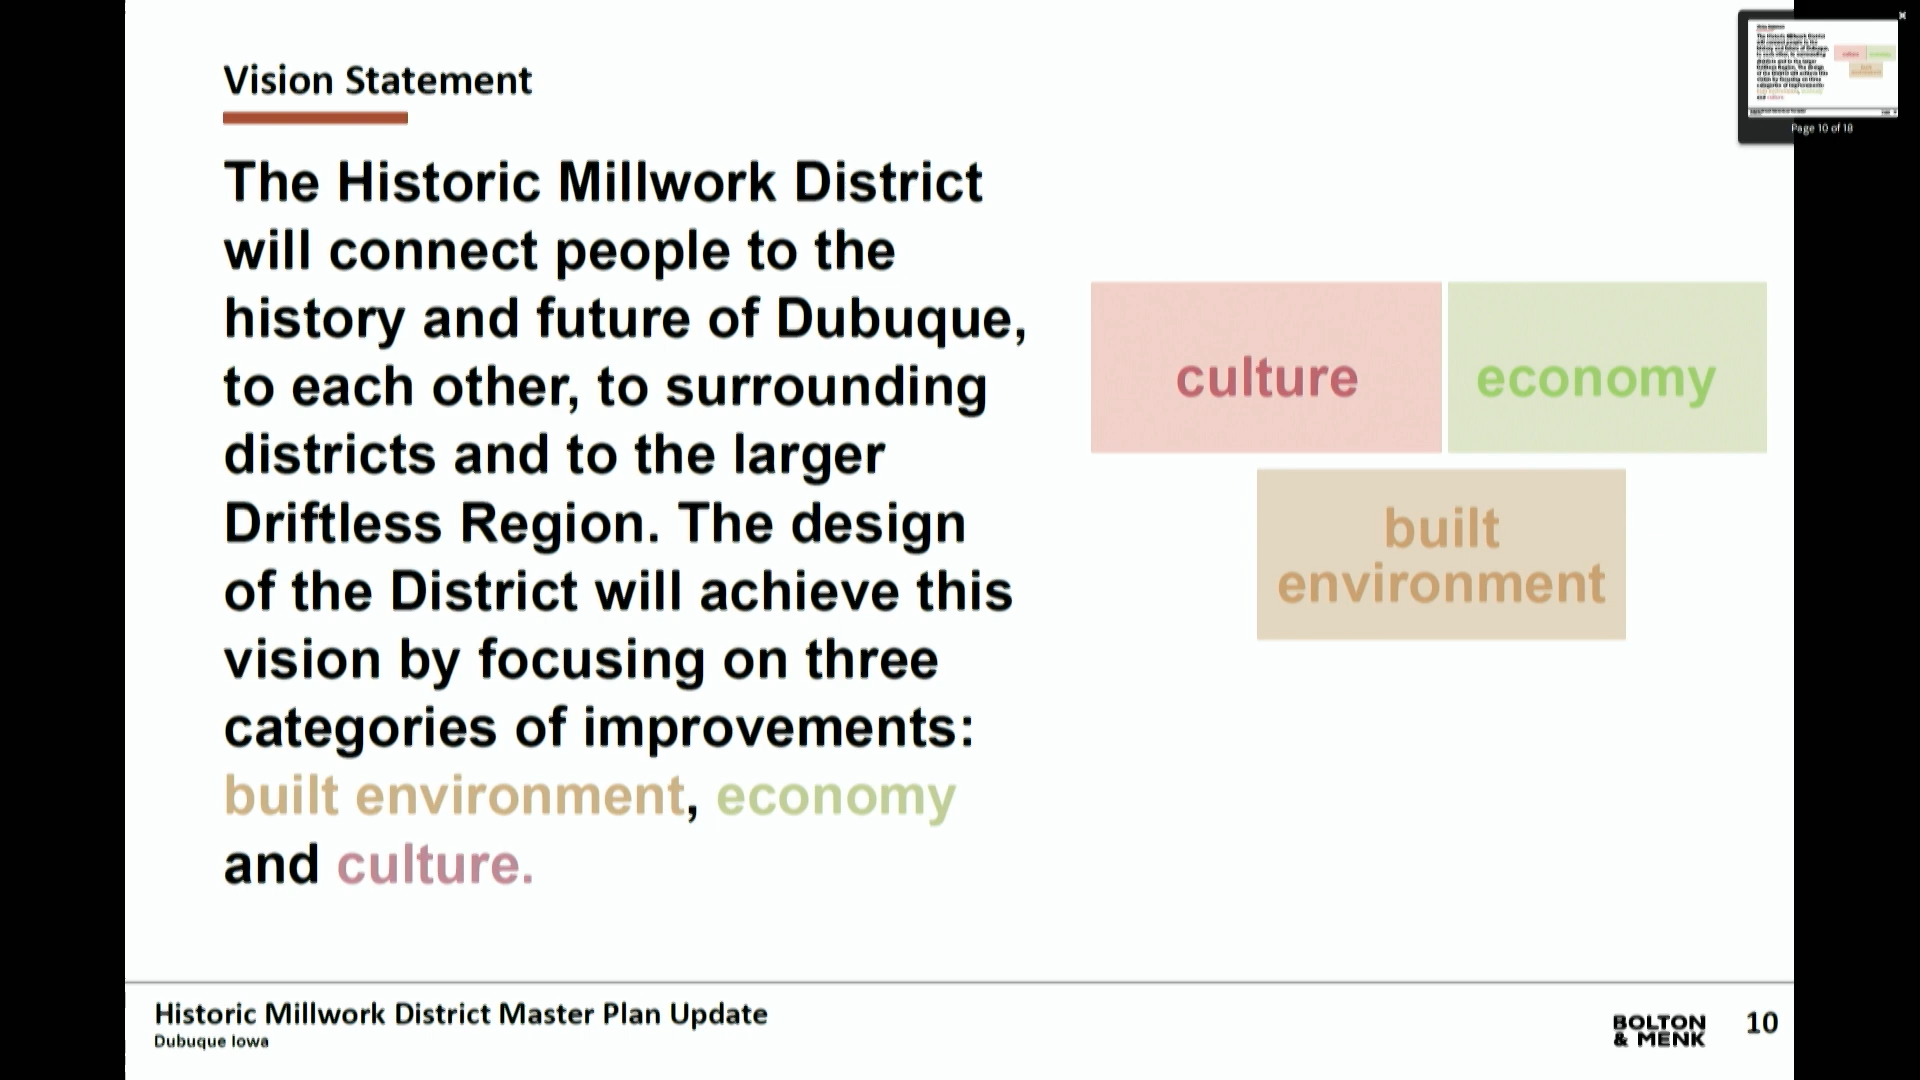 Vision Statement
The Historic Millwork District
will connect people to the
history and future of Dubuque,
to each other, to surrounding
districts and to the larger
Driftless Region. The design
of the District will achieve this
vision by focusing on three
categories of improvements:
built environment, economy
and culture.
culture
economy
built
environment
Page 10 of 18
Historic Millwork District Master Plan Update
Dubuque Iowa
BOLTON
& MENK
10